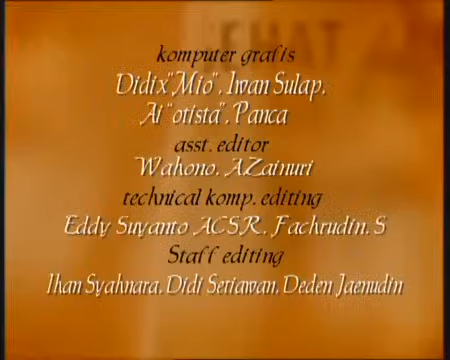 komputer grafis
Didix"Mio", Iwan Sulap,
Ai "otista", Panca
asst. editor
Wahono, AZainuri
technical komp. editing
Eddy Suyanto ACSR, Fachrudin. S
Staff editing
Ihan Syahnara, Didi Setiawan, Deden Jaenudin